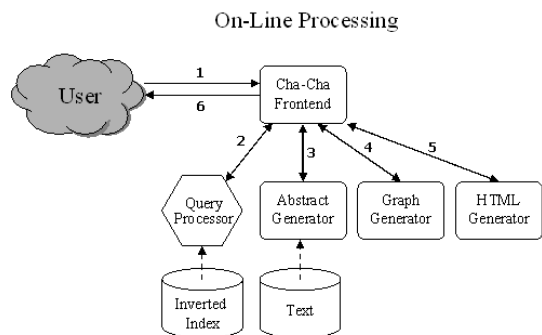 On-Line Processing
1
User
Cha-Cha
Frontend
6
2
3
4
5
Query
Processor
Abstract
Generator
Graph
Generator
HTML
Generator
Inverted
Index
Text